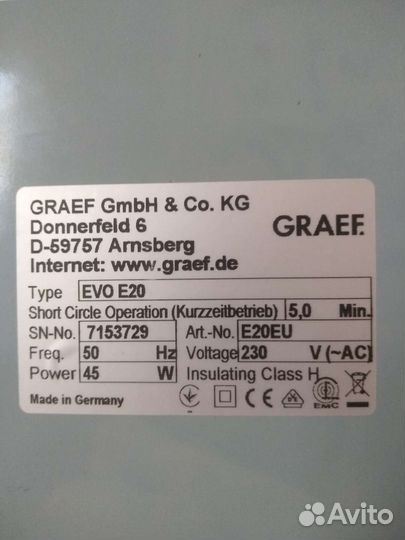 GRAEF GmbH & Co. KG
Donnerfeld 6
D-59757 Arnsberg
Internet: www.graef.de
GRAEF.
Type EVO E20
Short Circle Operation (Kurzzeitbetrieb) 5,0 Min.
SN-No. 7153729 Art.-No. E20EU
Freq. 50 Hz Voltage 230 V (~AC)
Power 45 W Insulating Class H
Made in Germany
CE
EMC
Avito